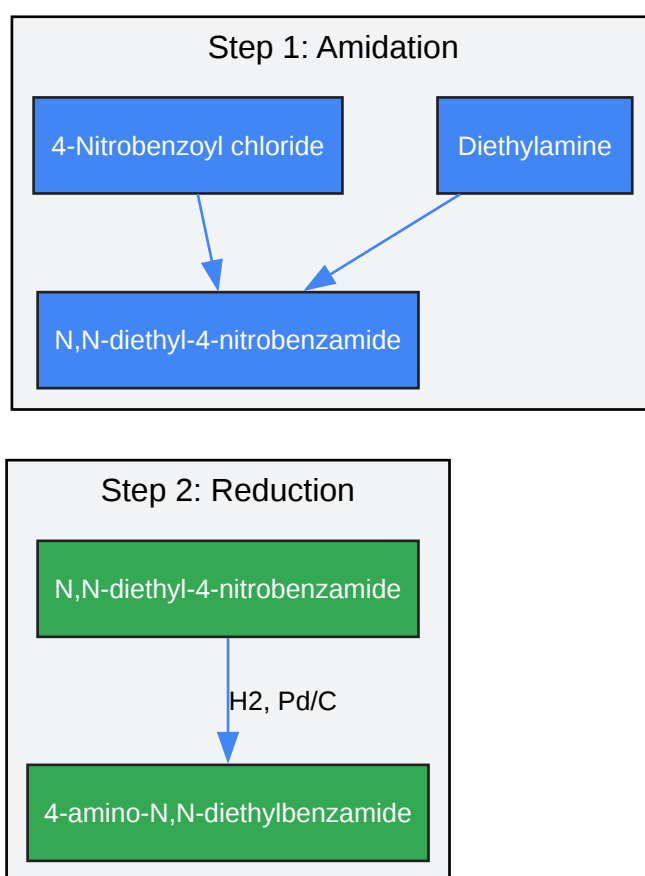 Step 1: Amidation
4-Nitrobenzoyl chloride
Diethylamine
N,N-diethyl-4-nitrobenzamide
Step 2: Reduction
N,N-diethyl-4-nitrobenzamide
H2, Pd/C
4-amino-N,N-diethylbenzamide